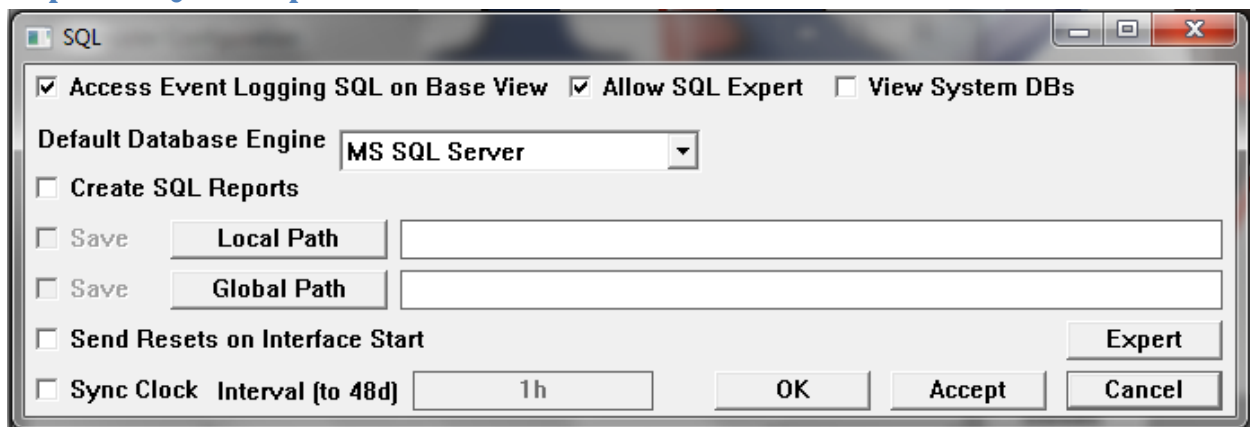 SQL
Access Event Logging SQL on Base View Allow SQL Expert View System DBs
Default Database Engine MS SQL Server
Create SQL Reports
Save Local Path
Save Global Path
Send Resets on Interface Start Expert
Sync Clock Interval (to 48d) 1h OK Accept Cancel